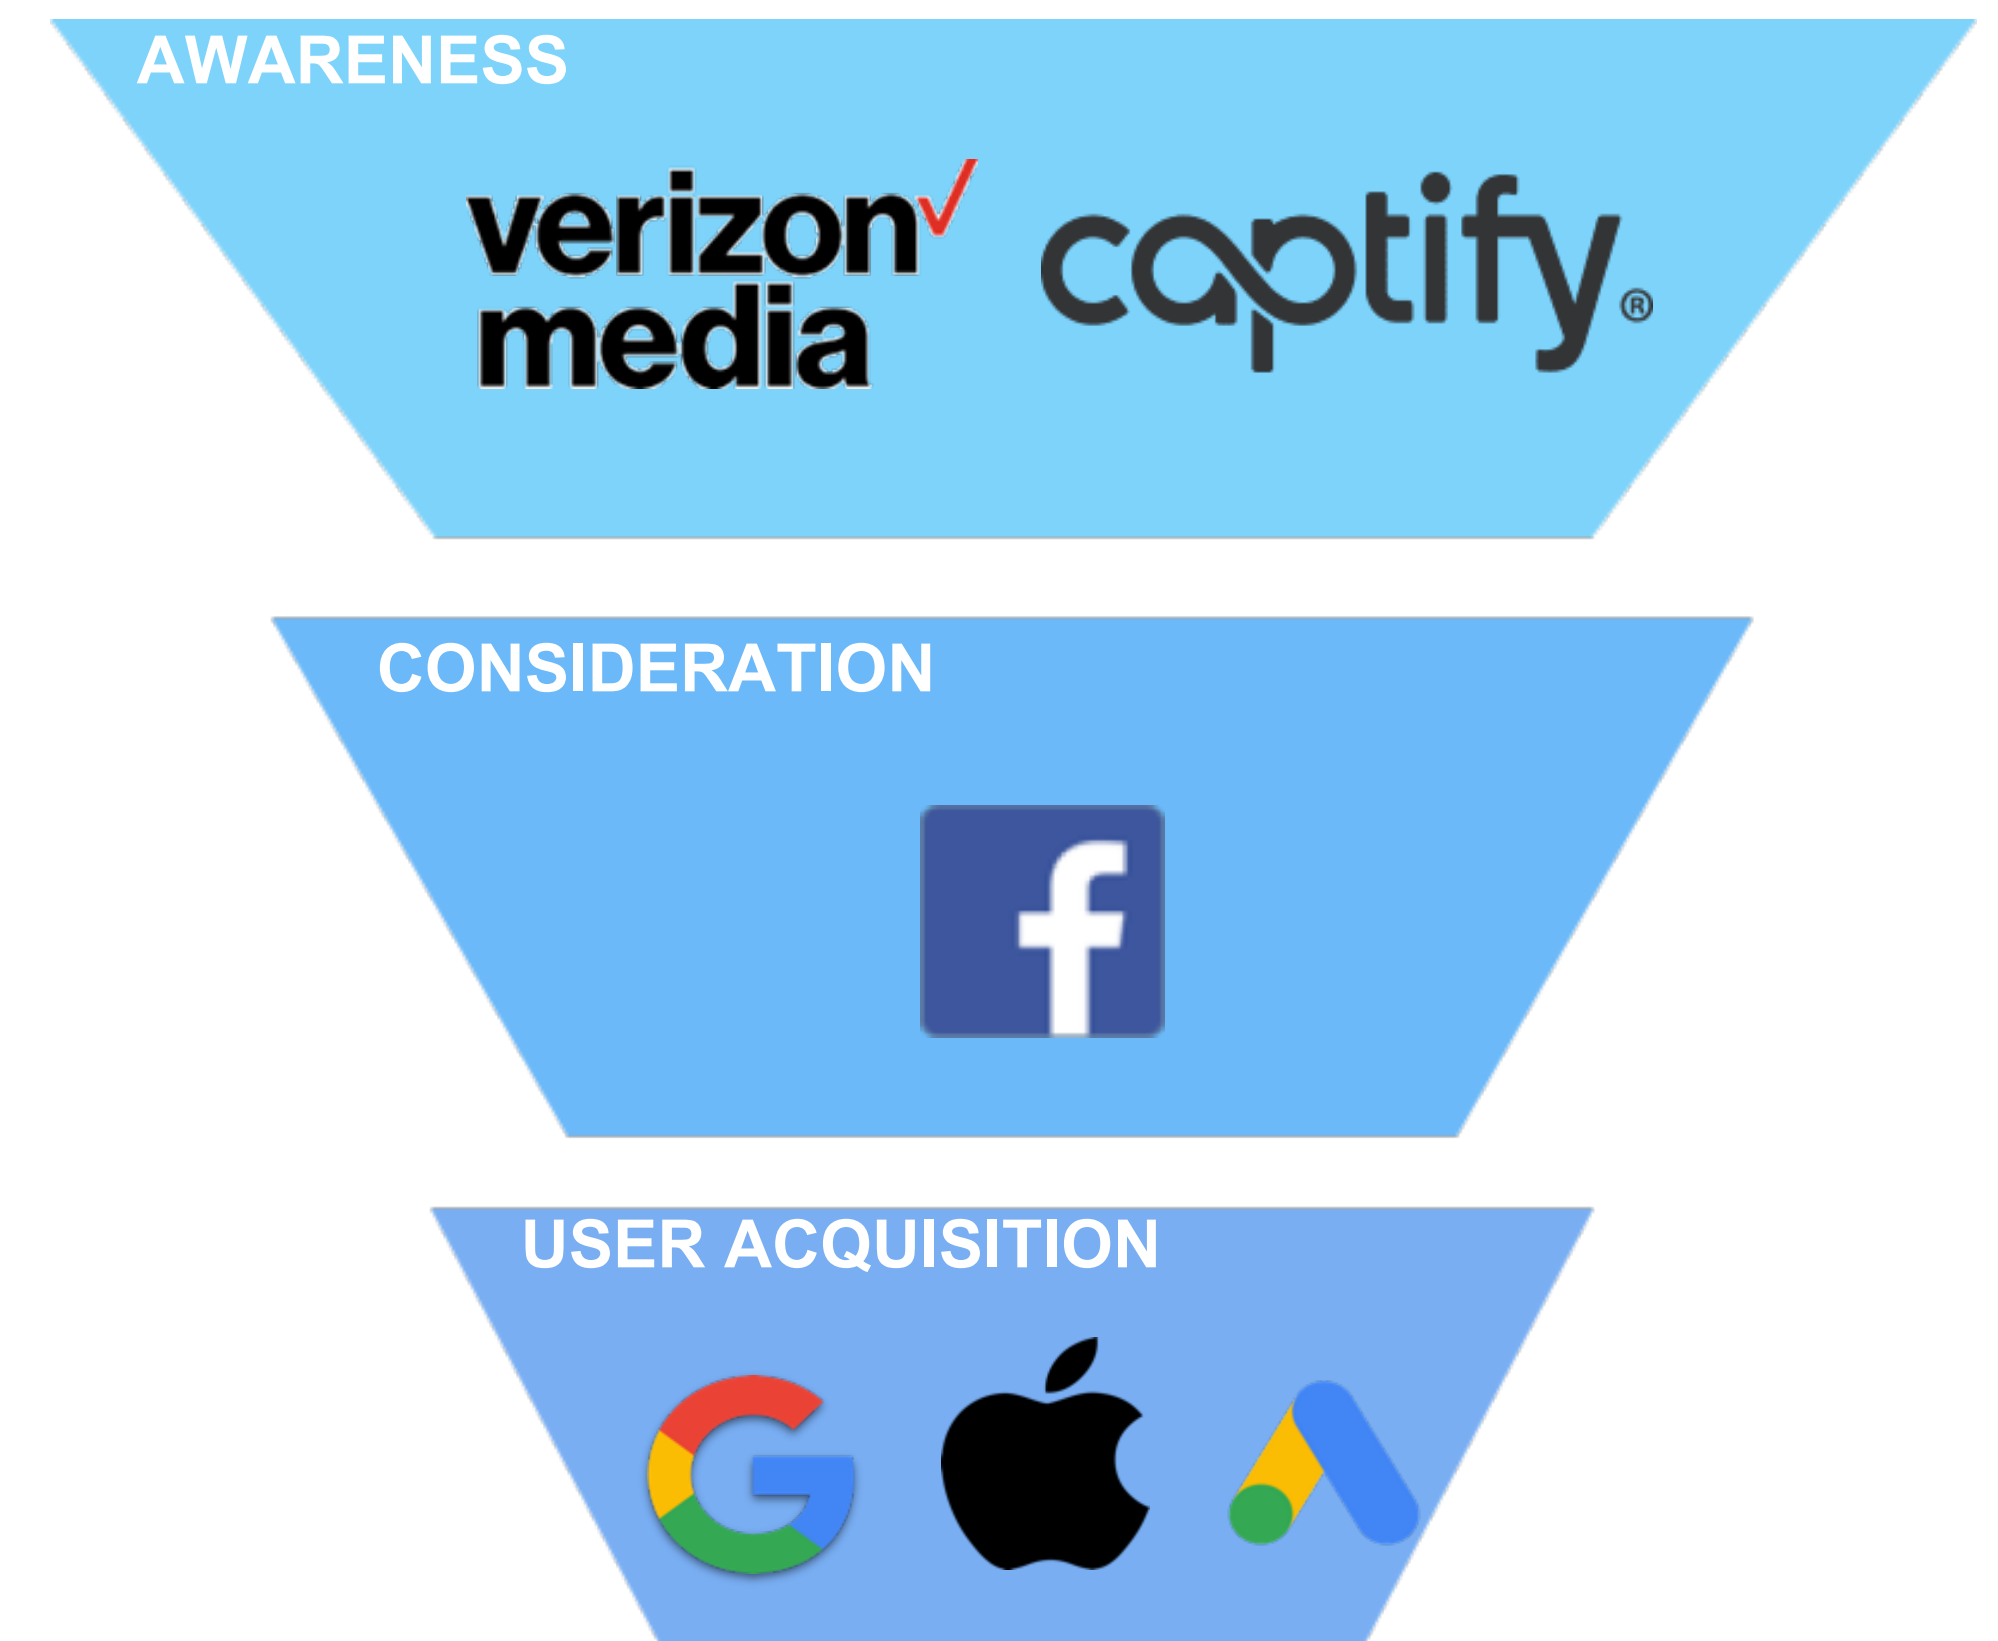 AWARENESS
verizon
media
captify®
CONSIDERATION
f
USER ACQUISITION
G